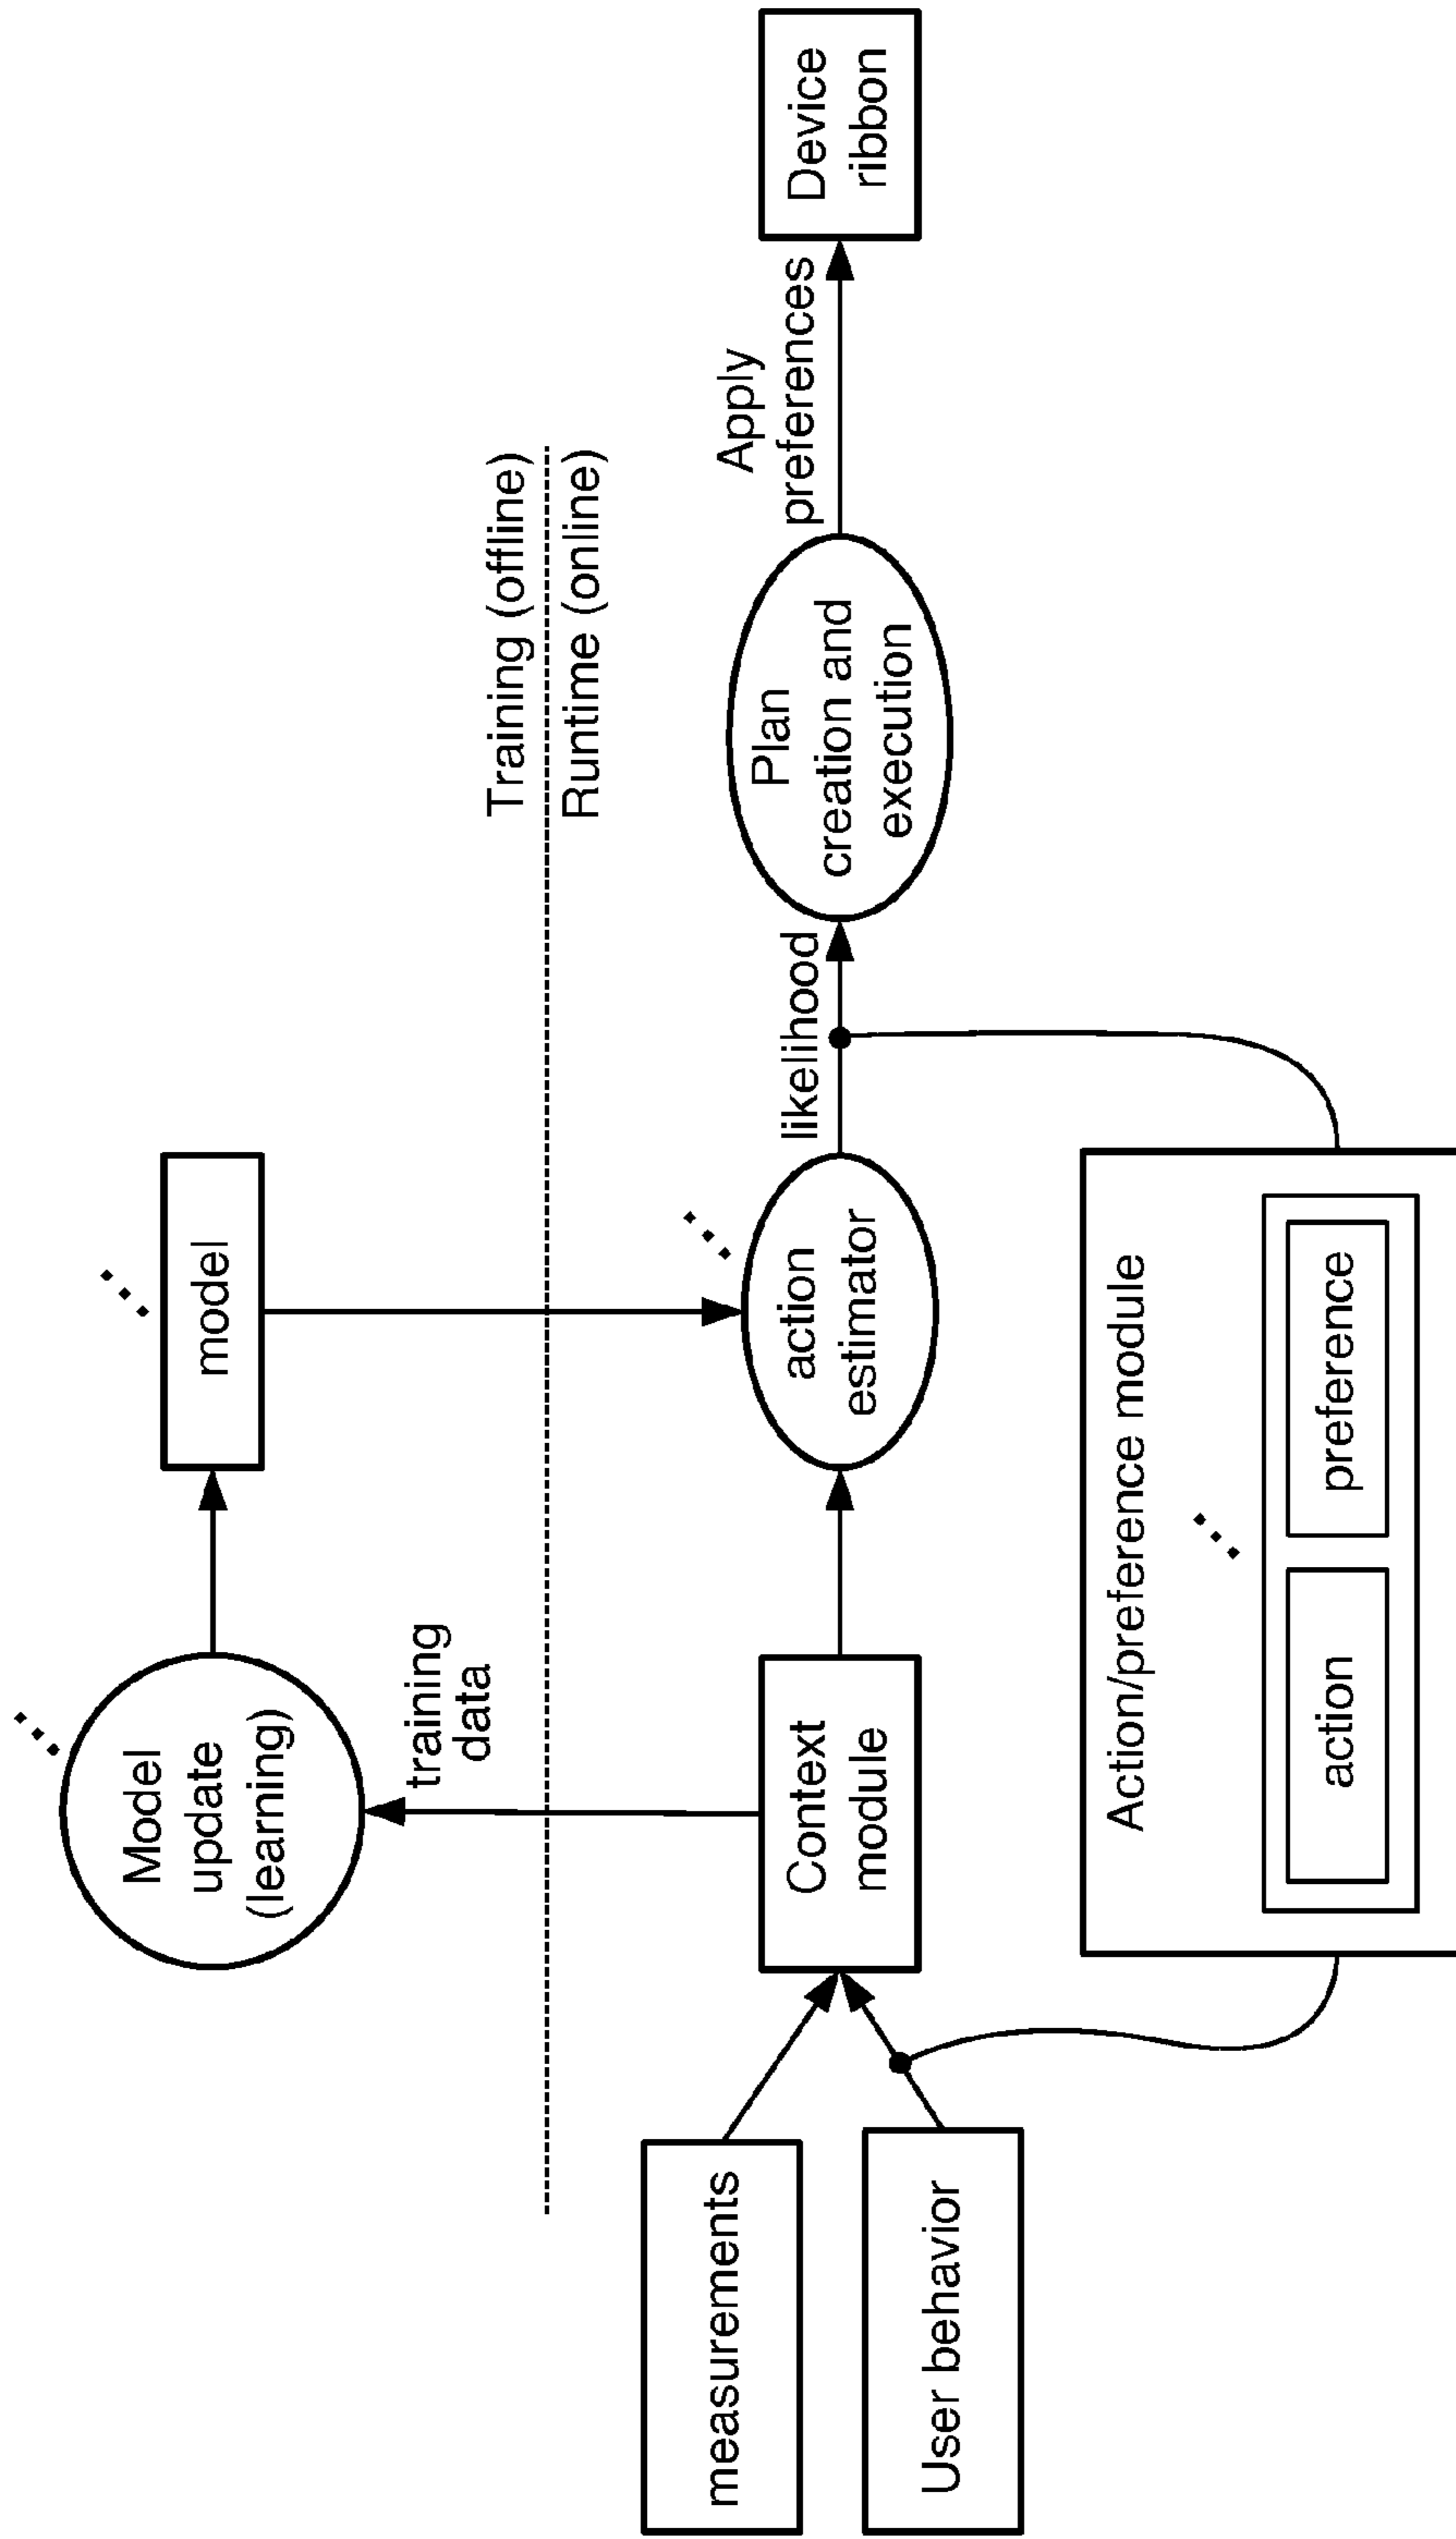 Model
update
(learning)
model
training
data
Training (offline)
Runtime (online)
measurements
User behavior
Context
module
action
estimator
likelihood
Plan
creation and
execution
Apply
preferences
Device
ribbon
Action/preference module
action
preference